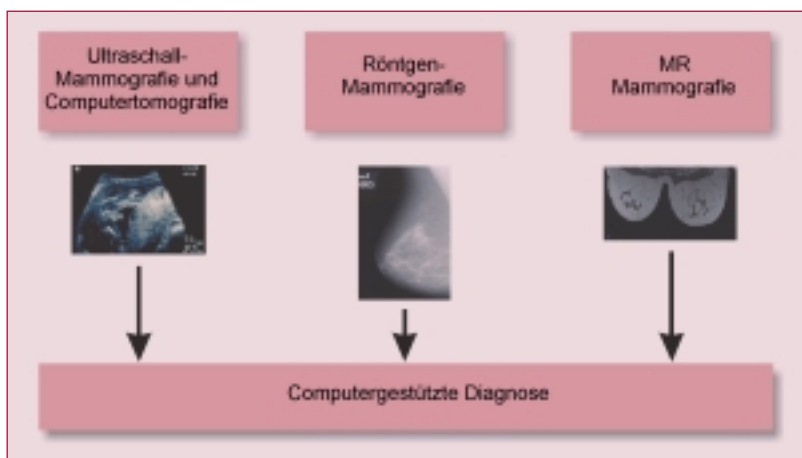 Ultraschall-
Mammografie und
Computertomografie
Röntgen-
Mammografie
MR
Mammografie
Computergestützte Diagnose